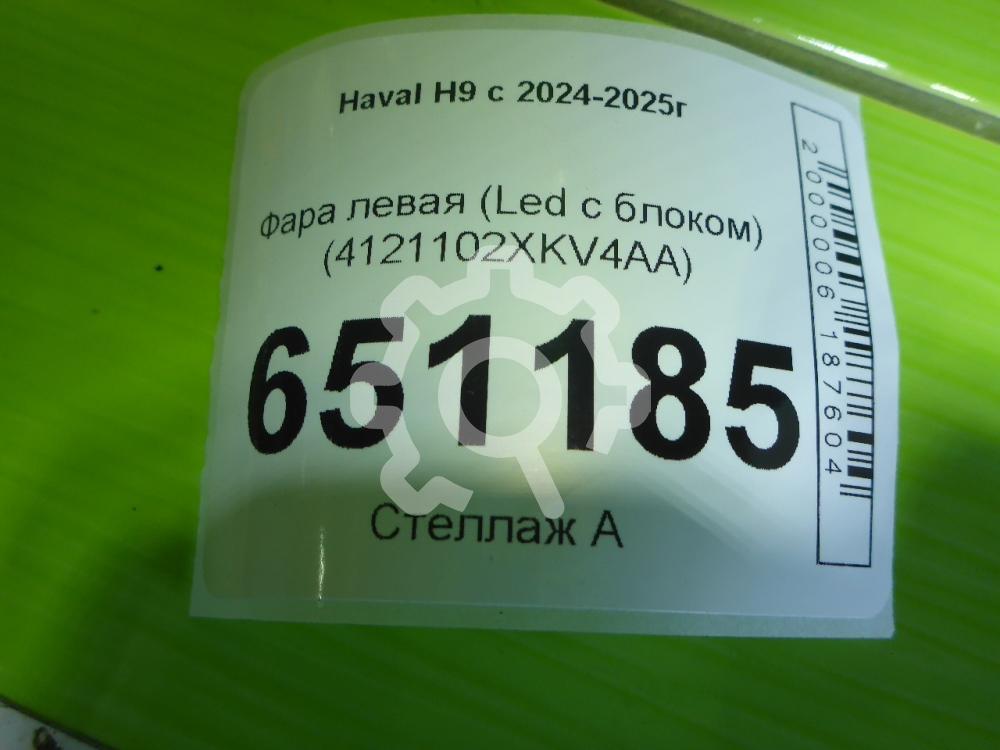 Haval H9 с 2024-2025г
Фара левая (Led с блоком)
(4121102XKV4AA)
651185
Стеллаж А
2000006187604